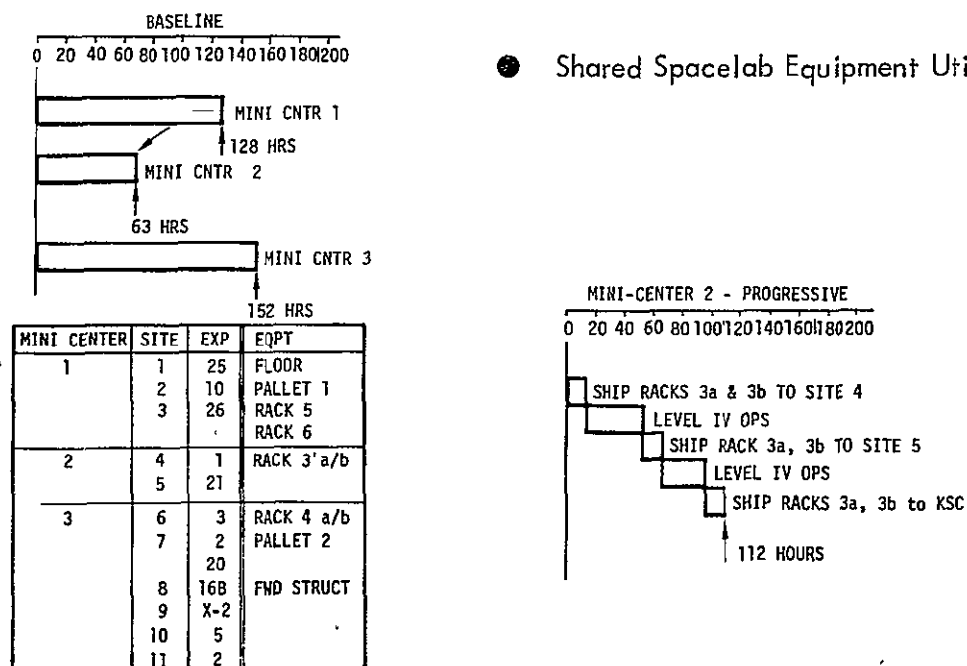 BASELINE
0 20 40 60 80 100 120 140 160 180 200
MINI CNTR 1
128 HRS
MINI CNTR 2
63 HRS
MINI CNTR 3
152 HRS
MINI CENTER SITE EXP EQPT
1 1 25 FLOOR
2 10 PALLET 1
3 26 RACK 5
RACK 6
2 4 1 RACK 3'a/b
5 21
3 6 3 RACK 4 a/b
7 2 PALLET 2
20
8 16B FWD STRUCT
9 X-2
10 5
11 2
● Shared Spacelab Equipment Uti
MINI-CENTER 2 - PROGRESSIVE
0 20 40 60 80 100 120 140 160 180 200
SHIP RACKS 3a & 3b TO SITE 4
LEVEL IV OPS
SHIP RACK 3a, 3b TO SITE 5
LEVEL IV OPS
SHIP RACKS 3a, 3b to KSC
112 HOURS